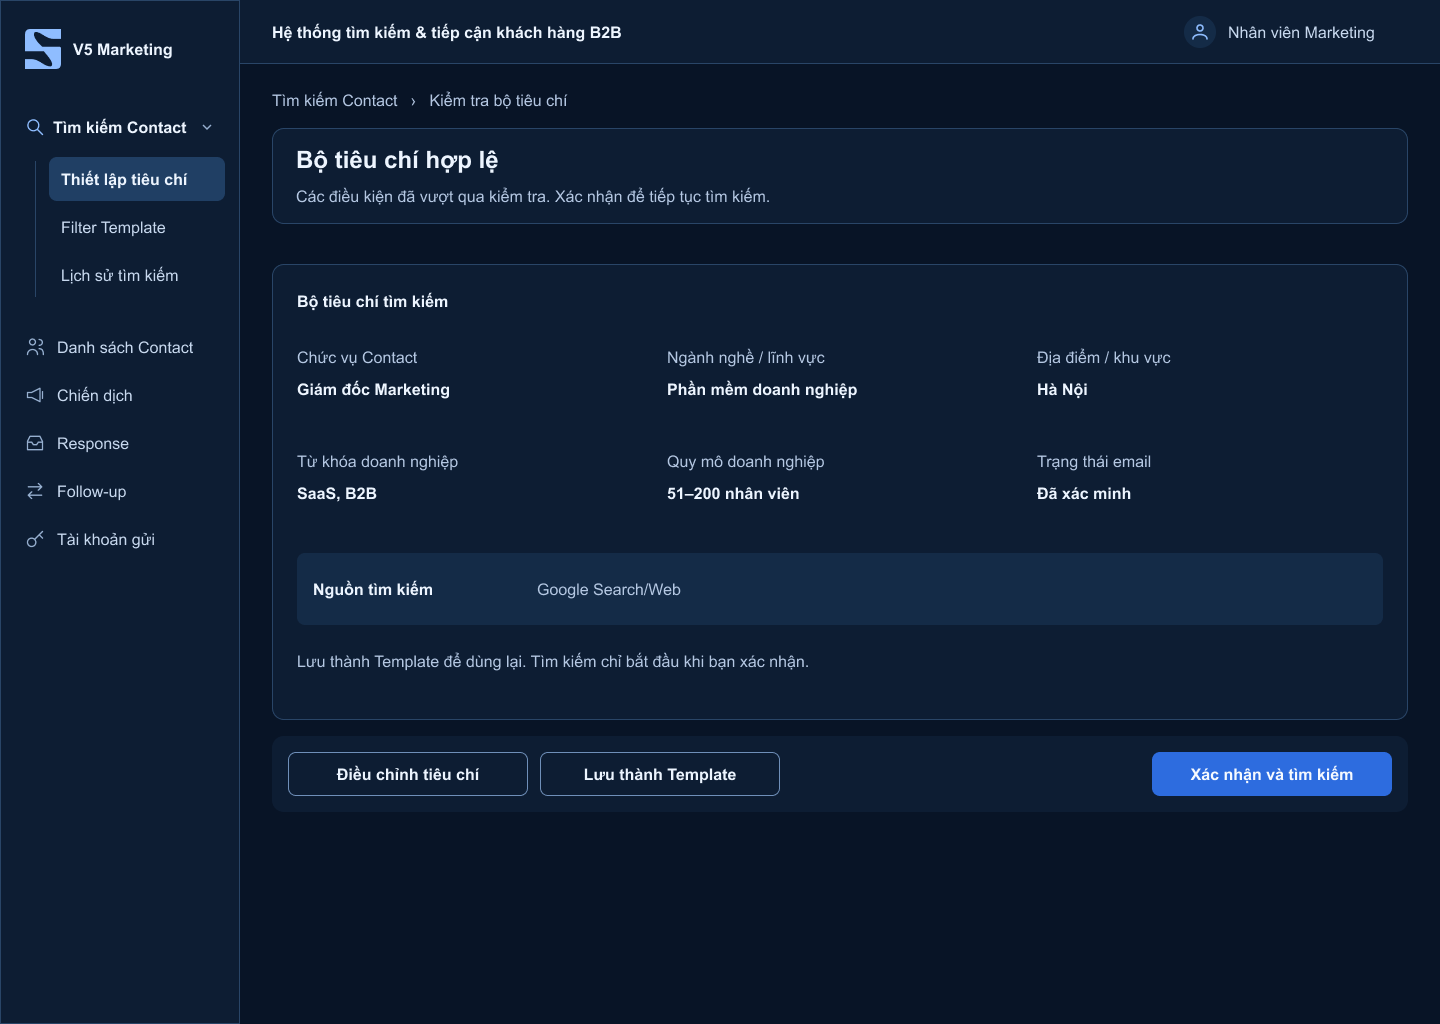 V5 Marketing
Tìm kiếm Contact
Thiết lập tiêu chí
Filter Template
Lịch sử tìm kiếm
Danh sách Contact
Chiến dịch
Response
Follow-up
Tài khoản gửi
Hệ thống tìm kiếm & tiếp cận khách hàng B2B
Nhân viên Marketing
Tìm kiếm Contact › Kiểm tra bộ tiêu chí
Bộ tiêu chí hợp lệ
Các điều kiện đã vượt qua kiểm tra. Xác nhận để tiếp tục tìm kiếm.
Bộ tiêu chí tìm kiếm
Chức vụ Contact
Giám đốc Marketing
Ngành nghề / lĩnh vực
Phần mềm doanh nghiệp
Địa điểm / khu vực
Hà Nội
Từ khóa doanh nghiệp
SaaS, B2B
Quy mô doanh nghiệp
51–200 nhân viên
Trạng thái email
Đã xác minh
Nguồn tìm kiếm
Google Search/Web
Lưu thành Template để dùng lại. Tìm kiếm chỉ bắt đầu khi bạn xác nhận.
Điều chỉnh tiêu chí
Lưu thành Template
Xác nhận và tìm kiếm